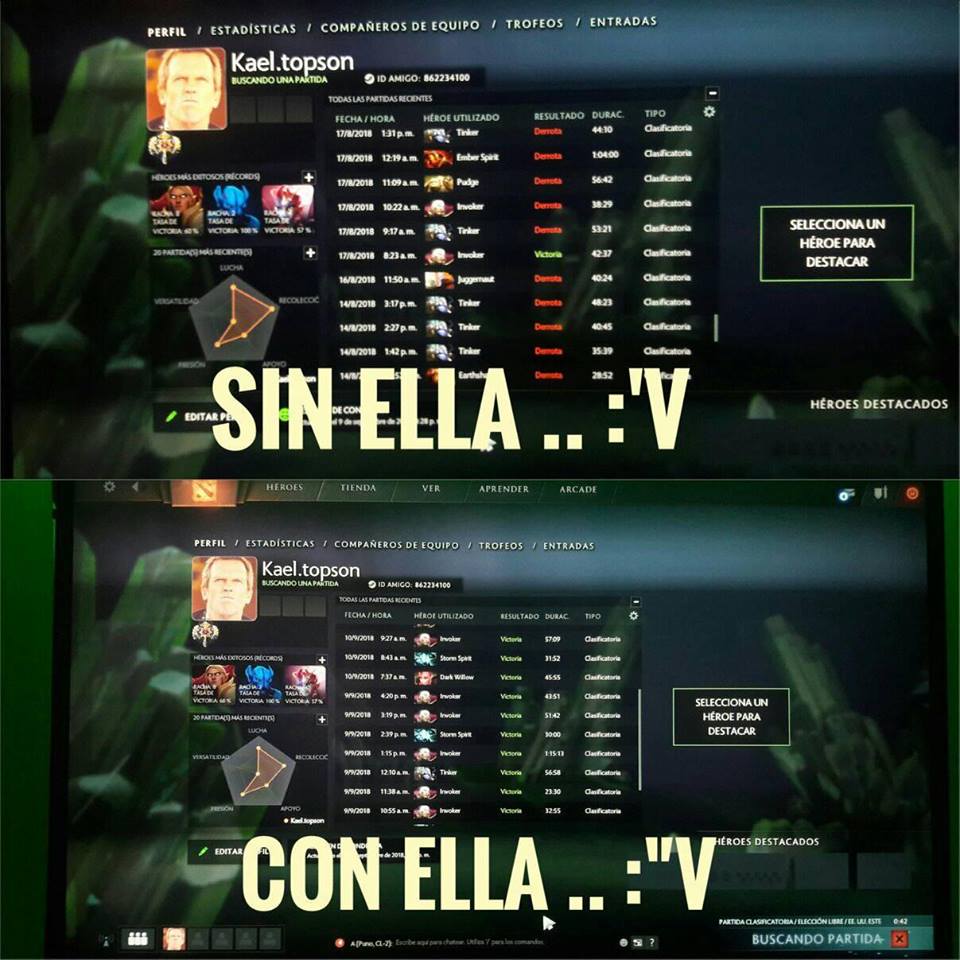 PERFIL / ESTADÍSTICAS / COMPAÑEROS DE EQUIPO / TROFEOS / ENTRADAS
Kael.topson
BUSCANDO UNA PARTIDA
ID AMIGO: 862234100
TODAS LAS PARTIDAS RECIENTES
FECHA / HORA HÉROE UTILIZADO RESULTADO DURAC. TIPO
17/8/2018 1:31 p. m. Tinker Derrota 44:10 Clasificatoria
17/8/2018 12:19 a. m. Ember Spirit Derrota 1:04:00 Clasificatoria
17/8/2018 11:09 a. m. Pudge Derrota 56:42 Clasificatoria
17/8/2018 10:22 a. m. Invoker Derrota 38:29 Clasificatoria
17/8/2018 9:17 a. m. Tinker Derrota 53:21 Clasificatoria
17/8/2018 8:23 a. m. Invoker Victoria 42:37 Clasificatoria
16/8/2018 11:50 a. m. Juggernaut Derrota 40:24 Clasificatoria
14/8/2018 3:17 p. m. Tinker Derrota 48:23 Clasificatoria
14/8/2018 2:27 p. m. Tinker Derrota 40:45 Clasificatoria
14/8/2018 1:42 p. m. Tinker Derrota 35:39 Clasificatoria
14/8/ Earthsha Derrota 28:52 Clasificatoria
HÉROES MÁS EXITOSOS (RÉCORDS)
RACHA: 8 RACHA: 2 RACHA:
TASA DE TASA DE TASA DE
VICTORIA: 60 % VICTORIA: 100 % VICTORIA: 57 %
20 PARTIDA(S) MÁS RECIENTE(S)
LUCHA
VERSATILIDAD RECOLECCIÓ
PRESIÓN APOYO
SELECCIONA UN
HÉROE PARA
DESTACAR
EDITAR PE
HÉROES DESTACADOS
SIN ELLA .. :'V
HÉROES TIENDA VER APRENDER ARCADE
PERFIL / ESTADÍSTICAS / COMPAÑEROS DE EQUIPO / TROFEOS / ENTRADAS
Kael.topson
BUSCANDO UNA PARTIDA
ID AMIGO: 862234100
TODAS LAS PARTIDAS RECIENTES
FECHA / HORA HÉROE UTILIZADO RESULTADO DURAC. TIPO
10/9/2018 9:27 a. m. Invoker Victoria 57:09 Clasificatoria
10/9/2018 8:43 a. m. Storm Spirit Victoria 31:52 Clasificatoria
10/9/2018 7:37 a. m. Dark Willow Victoria 45:55 Clasificatoria
9/9/2018 4:20 p. m. Invoker Victoria 43:51 Clasificatoria
9/9/2018 3:19 p. m. Invoker Victoria 51:42 Clasificatoria
9/9/2018 2:39 p. m. Storm Spirit Victoria 30:00 Clasificatoria
9/9/2018 1:15 p. m. Invoker Victoria 1:15:13 Clasificatoria
9/9/2018 12:10 a. m. Tinker Victoria 56:58 Clasificatoria
9/9/2018 11:38 a. m. Invoker Victoria 23:30 Clasificatoria
9/9/2018 10:55 a. m. Invoker Victoria 32:55 Clasificatoria
HÉROES MÁS EXITOSOS (RÉCORDS)
RACHA: 8 RACHA: 2 RACHA:
TASA DE TASA DE TASA DE
VICTORIA: 60 % VICTORIA: 100 % VICTORIA: 57 %
20 PARTIDA(S) MÁS RECIENTE(S)
LUCHA
VERSATILIDAD RECOLECCIÓ
PRESIÓN APOYO
Kael.topson
SELECCIONA UN
HÉROE PARA
DESTACAR
EDITAR
HÉROES DESTACADOS
CON ELLA .. :"V
PARTIDA CLASIFICATORIA / ELECCIÓN LIBRE / EE. UU. ESTE 0:42
A [Puno, CL-2]: Escribe aquí para chatear. Utiliza '/' para los comandos.
?
BUSCANDO PARTIDA